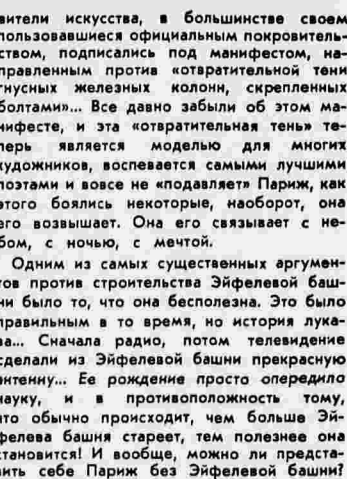 вители искусства, в большинстве своем
пользовавшиеся официальным покровитель-
ством, подписались под манифестом, на-
правленным против «отвратительной тени
гнусных железных колонн, скрепленных
болтами»... Все давно забыли об этом ма-
нифесте, и эта «отвратительная тень» те-
перь является моделью для многих
художников, воспевается самыми лучшими
поэтами и вовсе не «подавляет» Париж, как
этого боялись некоторые, наоборот, она
его возвышает. Она его связывает с не-
бом, с ночью, с мечтой.
Одним из самых существенных аргумен-
тов против строительства Эйфелевой баш-
ни было то, что она бесполезна. Это было
правильным в то время, но история лука-
ва... Сначала радио, потом телевидение
сделали из Эйфелевой башни прекрасную
антенну... Ее рождение просто опередило
науку, и в противоположность тому,
что обычно происходит, чем больше Эй-
фелева башня стареет, тем полезнее она
становится! И вообще, можно ли предста-
вить себе Париж без Эйфелевой башни?